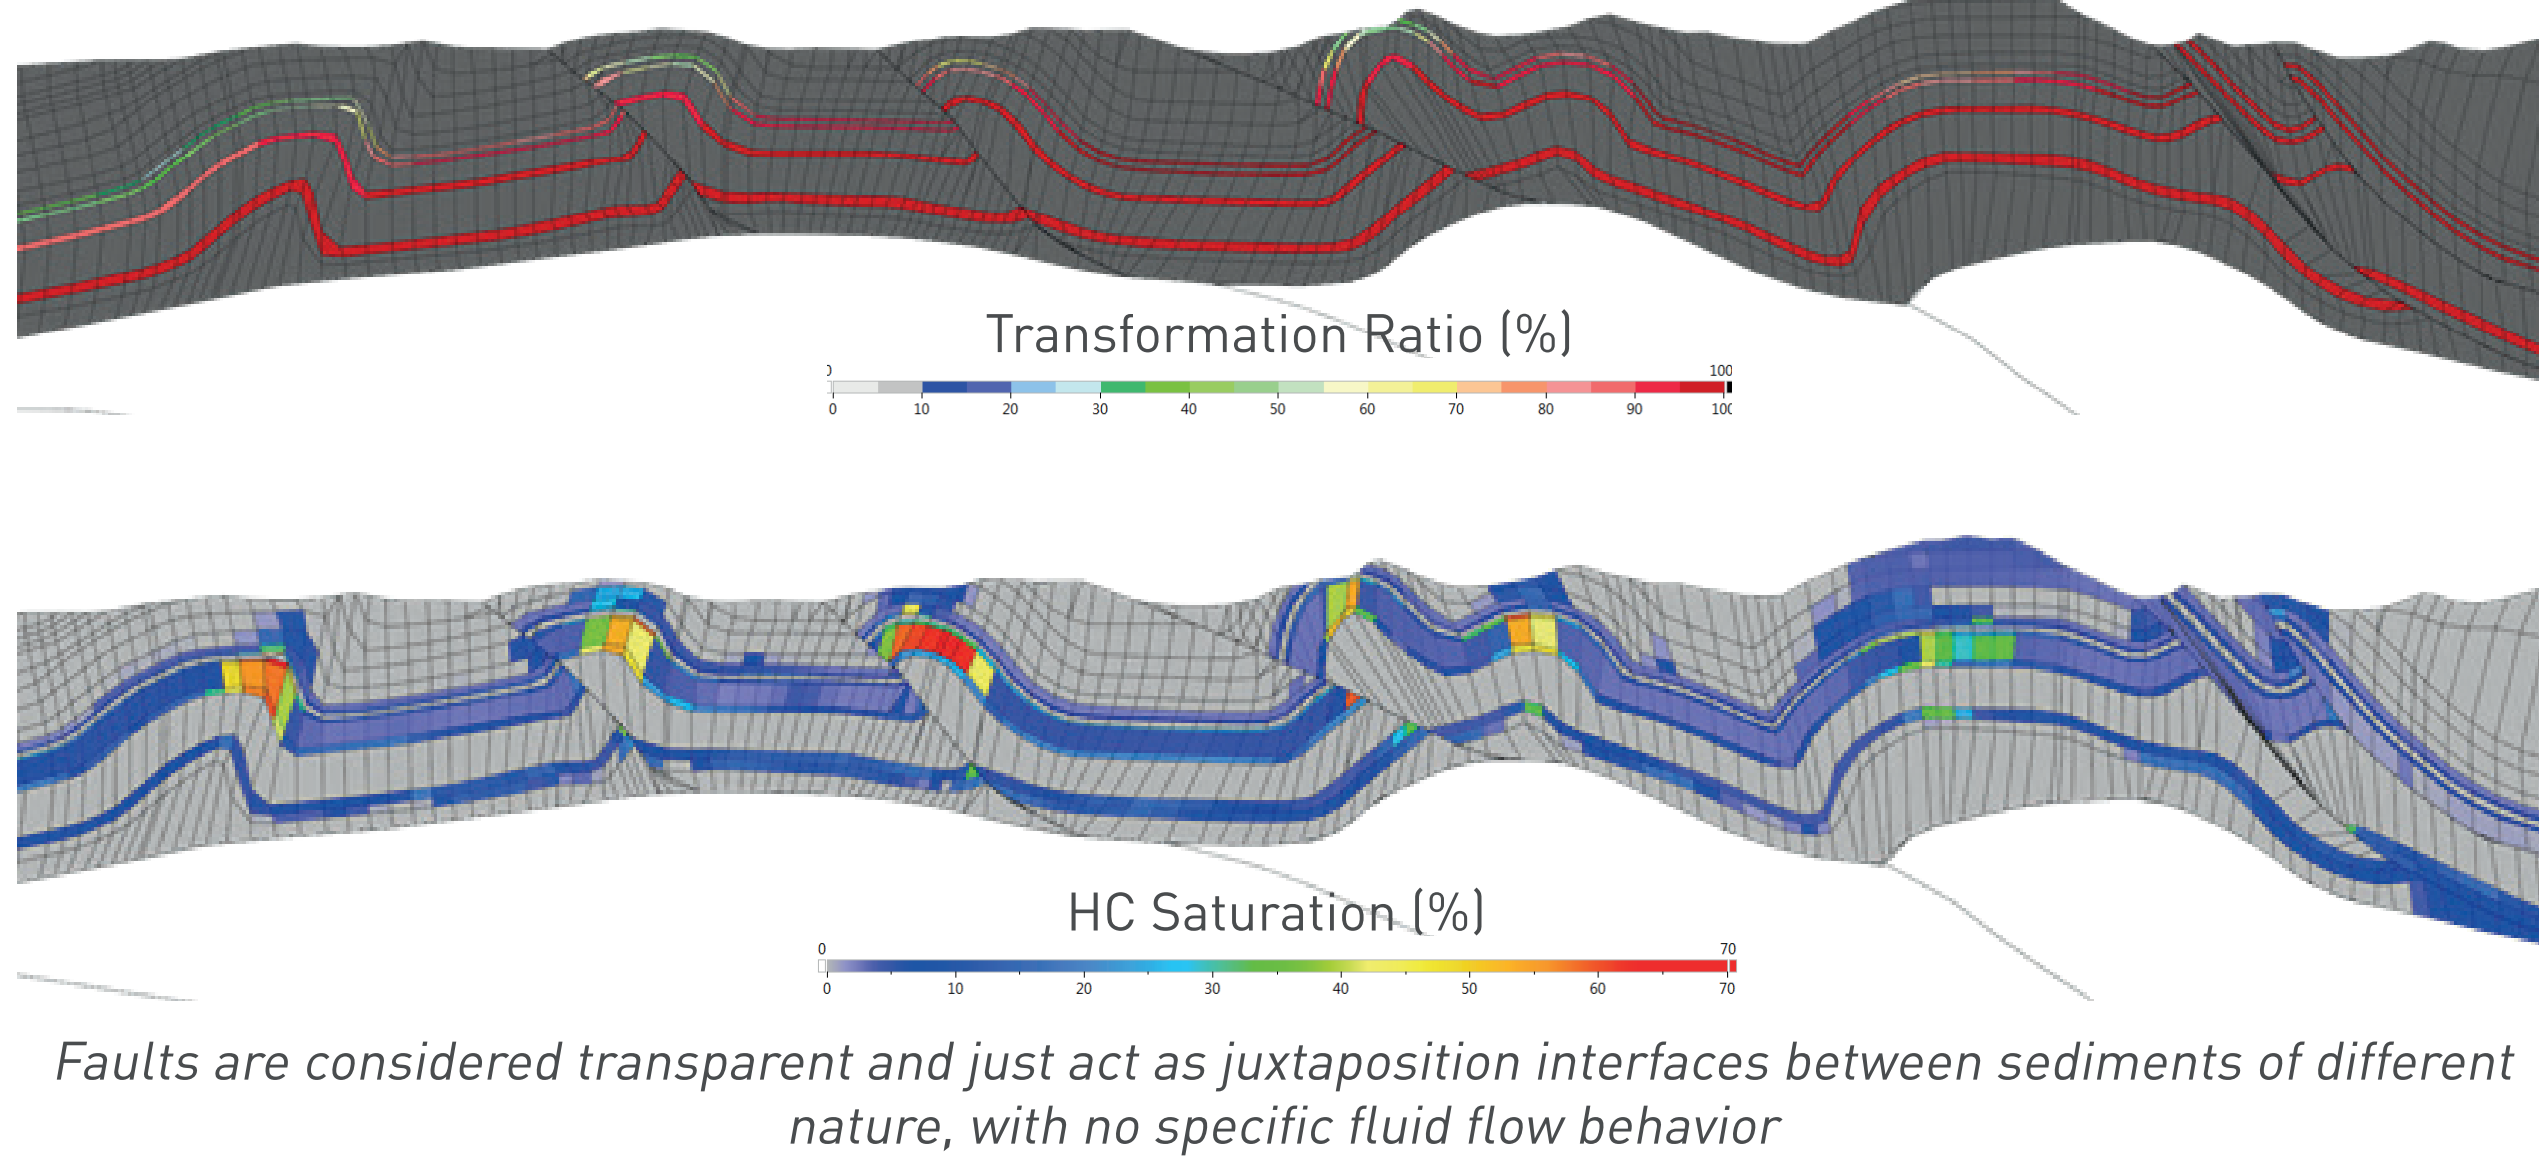 Transformation Ratio (%)
0 100
0 10 20 30 40 50 60 70 80 90 100
HC Saturation (%)
0 70
0 10 20 30 40 50 60 70
Faults are considered transparent and just act as juxtaposition interfaces between sediments of different
nature, with no specific fluid flow behavior